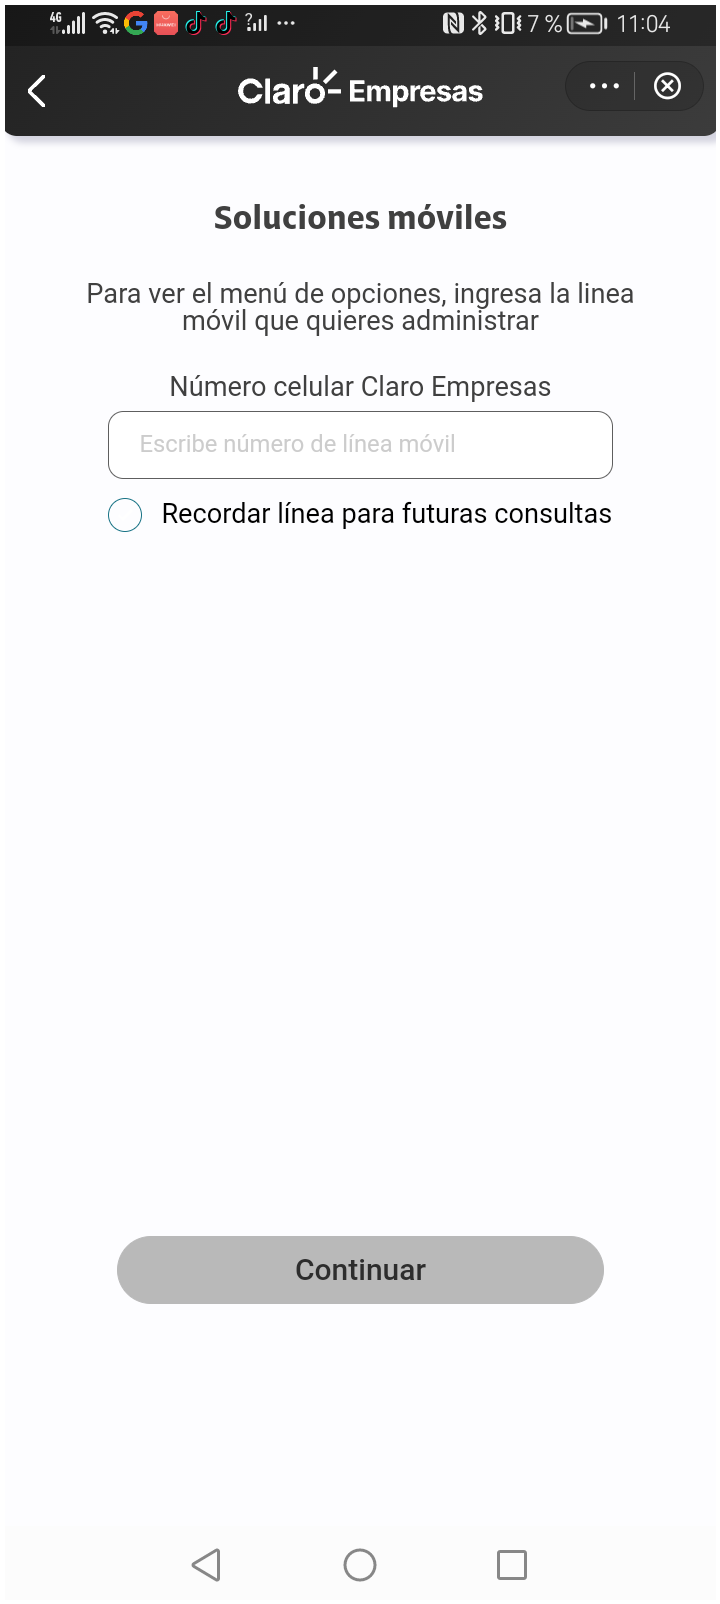 4G ? 7 % 11:04
Claro Empresas
Soluciones móviles
Para ver el menú de opciones, ingresa la linea
móvil que quieres administrar
Número celular Claro Empresas
Escribe número de línea móvil
Recordar línea para futuras consultas
Continuar